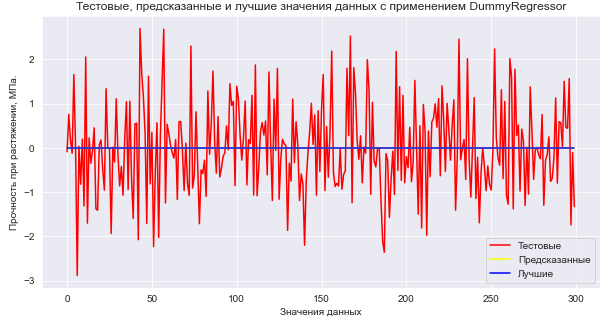 Тестовые, предсказанные и лучшие значения данных с применением DummyRegressor
Прочность при растяжении, МПа.
2
1
0
−1
−2
−3
0
50
100
150
200
250
300
Значения данных
Тестовые
Предсказанные
Лучшие